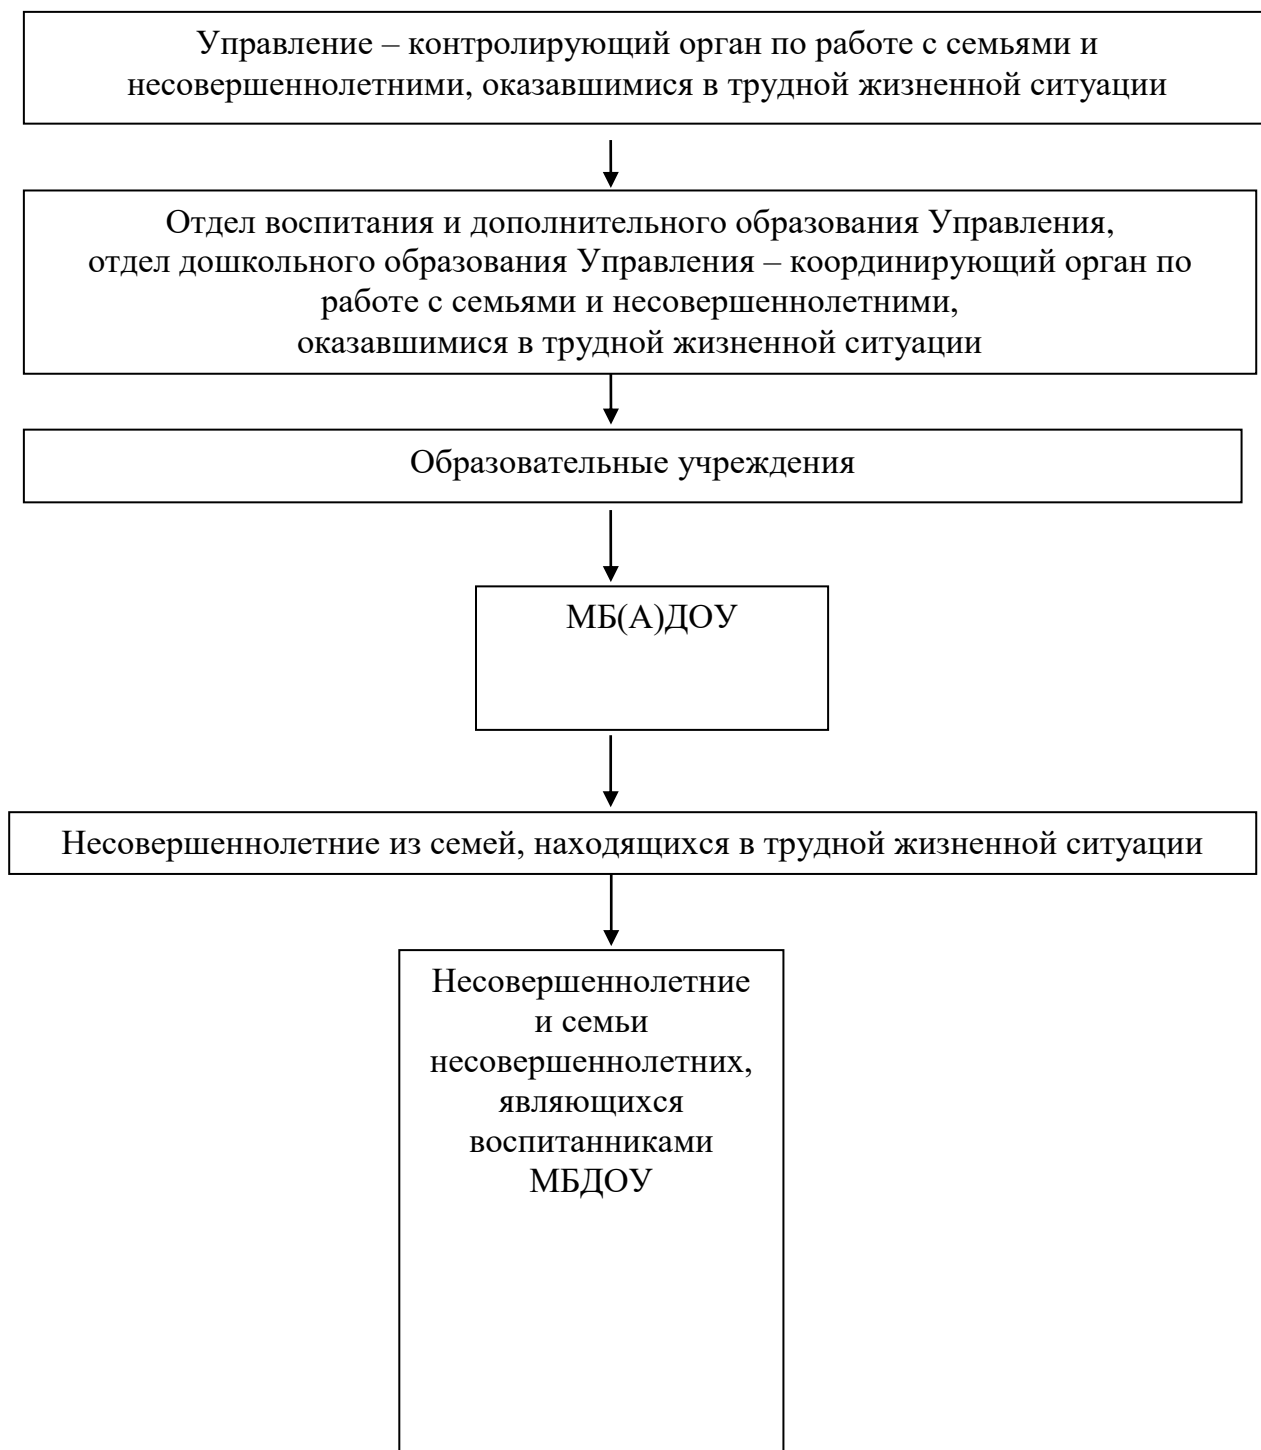 Управление – контролирующий орган по работе с семьями и
несовершеннолетними, оказавшимися в трудной жизненной ситуации
Отдел воспитания и дополнительного образования Управления,
отдел дошкольного образования Управления – координирующий орган по
работе с семьями и несовершеннолетними,
оказавшимися в трудной жизненной ситуации
Образовательные учреждения
МБ(А)ДОУ
Несовершеннолетние из семей, находящихся в трудной жизненной ситуации
Несовершеннолетние
и семьи
несовершеннолетних,
являющихся
воспитанниками
МБДОУ